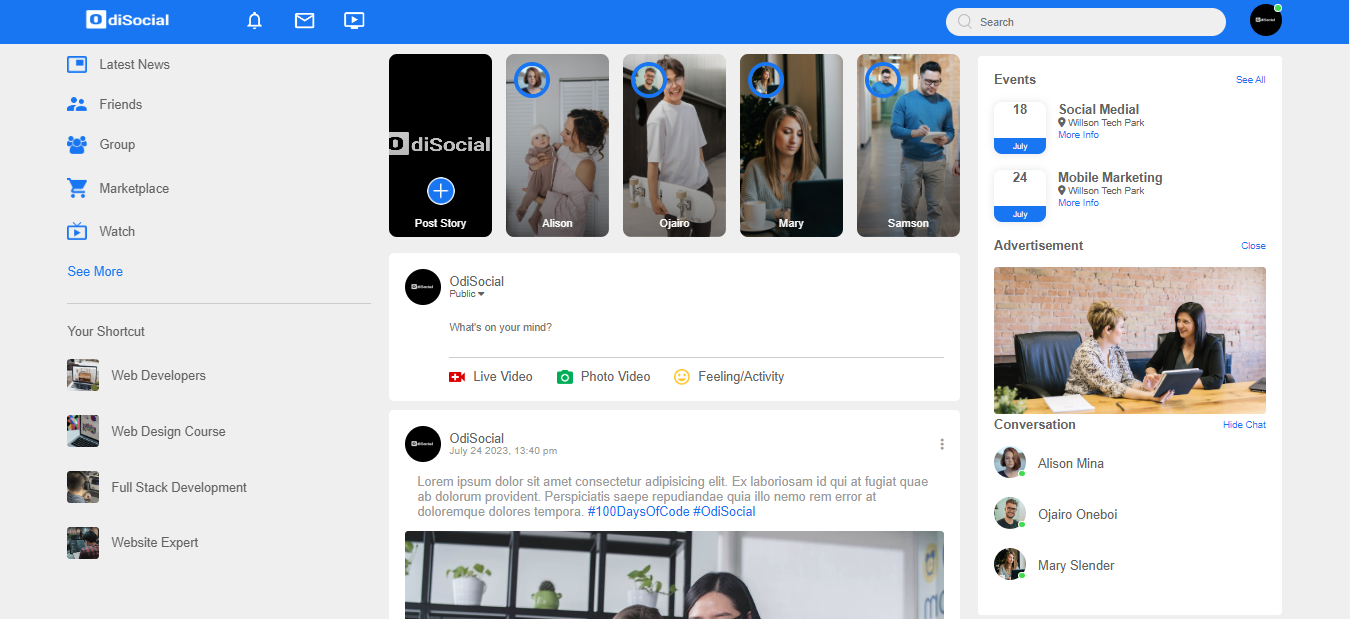 OdiSocial
Search
Latest News
Friends
Group
Marketplace
Watch
See More
Your Shortcut
Web Developers
Web Design Course
Full Stack Development
Website Expert
OdiSocial
Post Story
Alison
Ojairo
Mary
Samson
OdiSocial
OdiSocial
Public
What's on your mind?
Live Video
Photo Video
Feeling/Activity
OdiSocial
OdiSocial
July 24 2023, 13:40 pm
Lorem ipsum dolor sit amet consectetur adipisicing elit. Ex laboriosam id qui at fugiat quae
ab dolorum provident. Perspiciatis saepe repudiandae quia illo nemo rem error at
doloremque dolores tempora. #100DaysOfCode #OdiSocial
Events
See All
18
July
Social Medial
Willson Tech Park
More Info
24
July
Mobile Marketing
Willson Tech Park
More Info
Advertisement
Close
Conversation
Hide Chat
Alison Mina
Ojairo Oneboi
Mary Slender